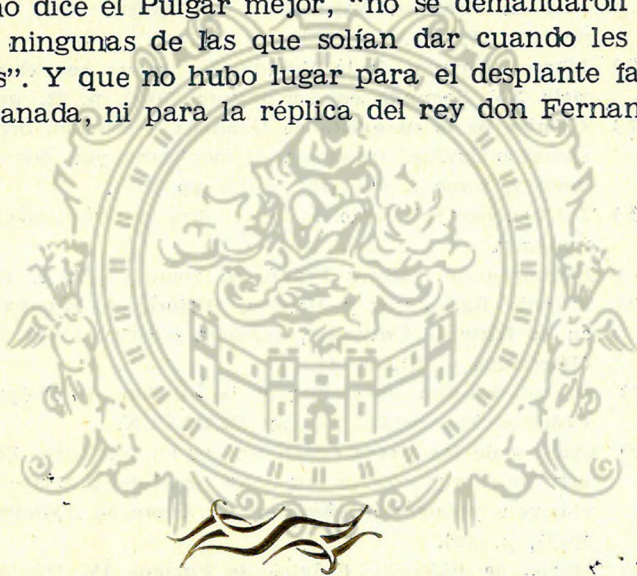 no dice el Pulgar mejor, “no se demandaron
ningunas de las que solían dar cuando les
s”. Y que no hubo lugar para el desplante fa
anada, ni para la réplica del rey don Fernan